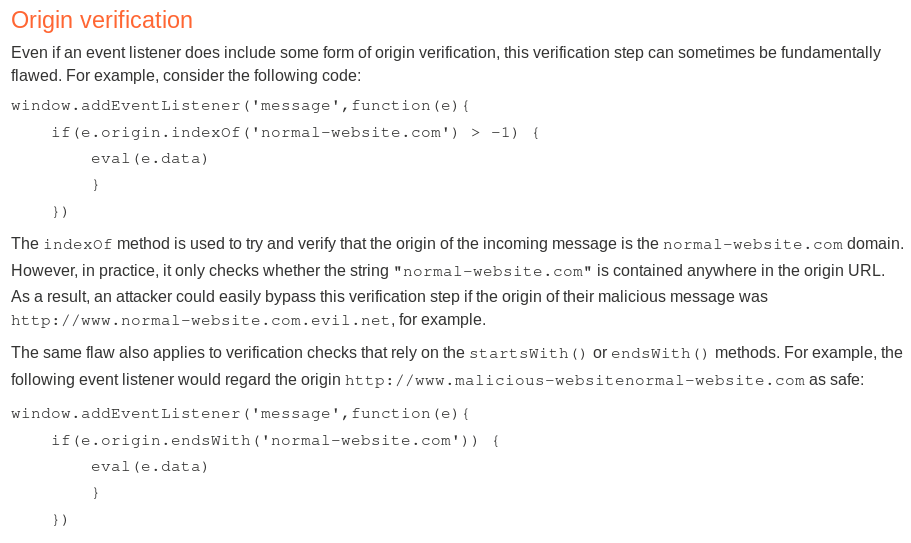 Origin verification
Even if an event listener does include some form of origin verification, this verification step can sometimes be fundamentally
flawed. For example, consider the following code:
window.addEventListener('message',function(e){
    if(e.origin.indexOf('normal-website.com') > -1) {
        eval(e.data)
        }
    })
The indexOf method is used to try and verify that the origin of the incoming message is the normal-website.com domain.
However, in practice, it only checks whether the string "normal-website.com" is contained anywhere in the origin URL.
As a result, an attacker could easily bypass this verification step if the origin of their malicious message was
http://www.normal-website.com.evil.net, for example.
The same flaw also applies to verification checks that rely on the startsWith() or endsWith() methods. For example, the
following event listener would regard the origin http://www.malicious-websitenormal-website.com as safe:
window.addEventListener('message',function(e){
    if(e.origin.endsWith('normal-website.com')) {
        eval(e.data)
        }
    })